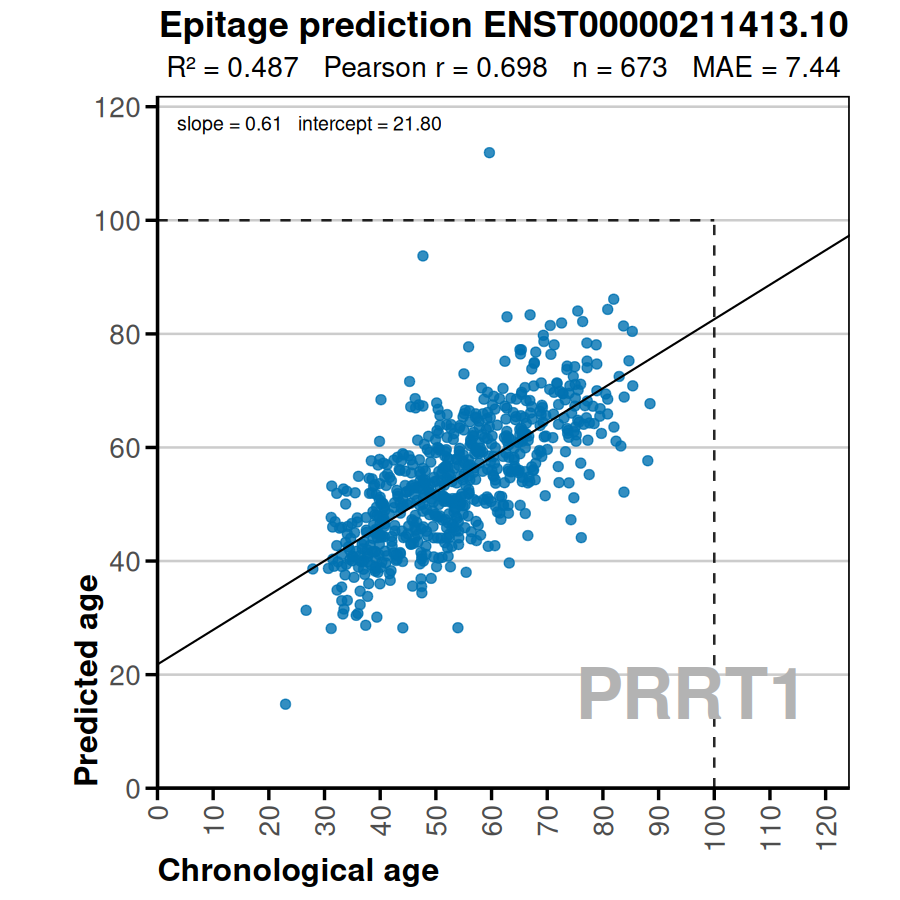 Epitage prediction ENST00000211413.10
R² = 0.487 Pearson r = 0.698 n = 673 MAE = 7.44
slope = 0.61 intercept = 21.80
120
100
80
60
40
20
0
Predicted age
PRRT1
0 10 20 30 40 50 60 70 80 90 100 110 120
Chronological age